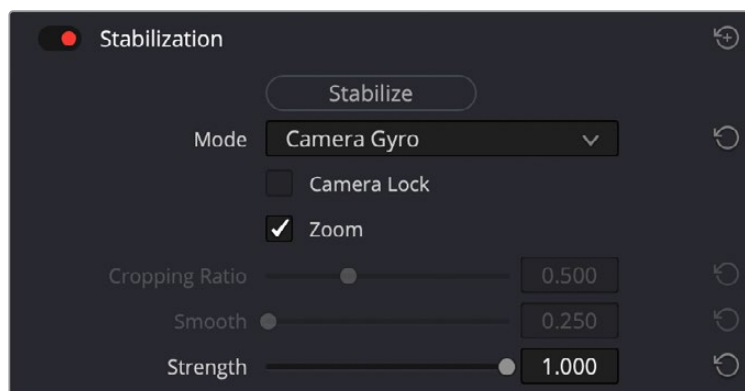 Stabilization
Stabilize
Mode Camera Gyro
Camera Lock
Zoom
Cropping Ratio 0.500
Smooth 0.250
Strength 1.000